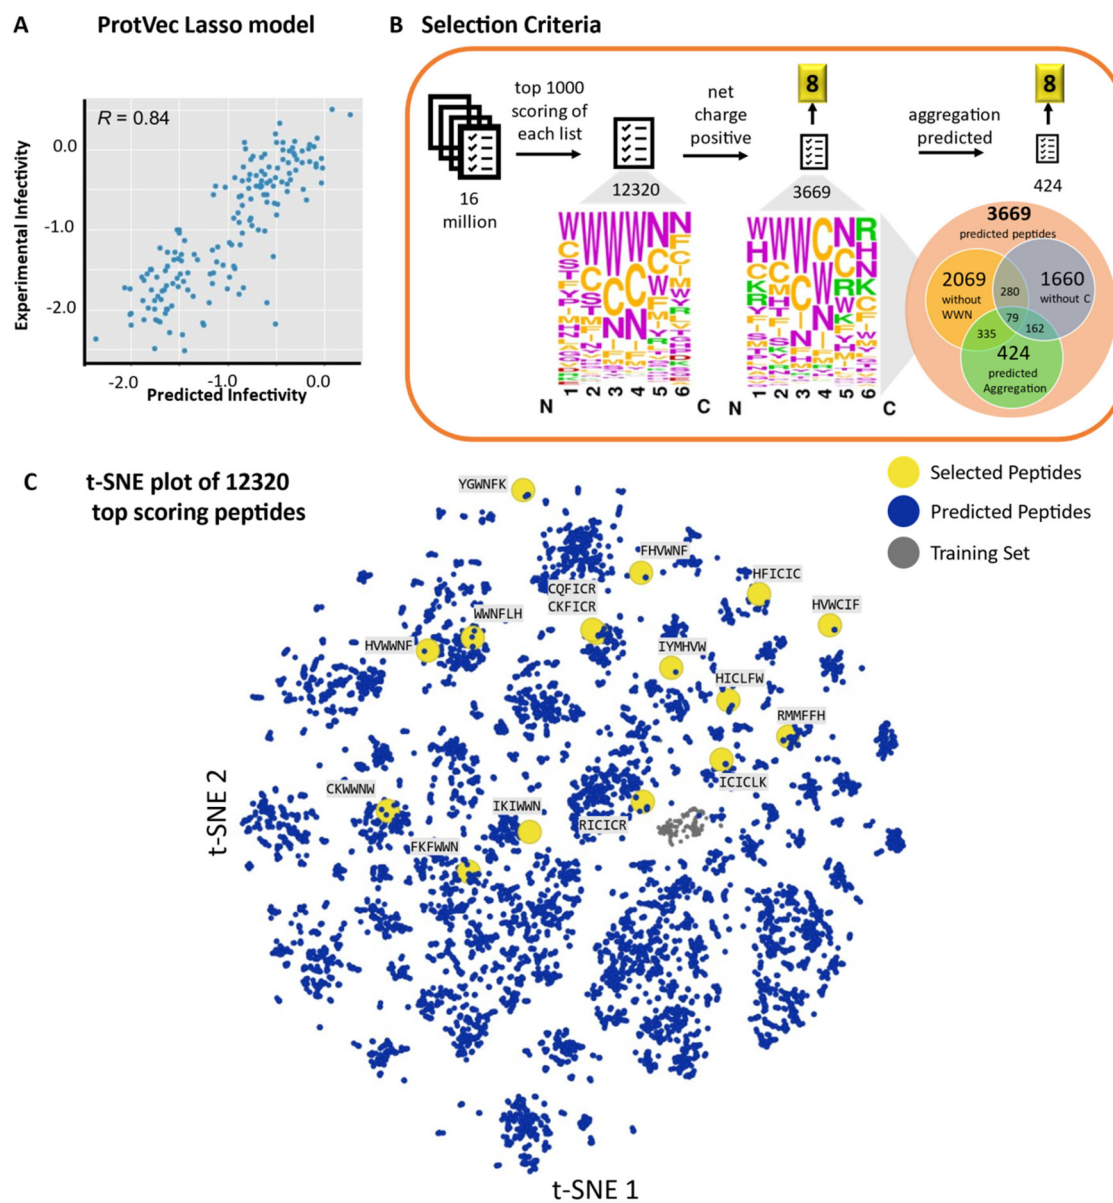 A ProtVec Lasso model
R = 0.84
Experimental Infectivity
0.0
-1.0
-2.0
-2.0 -1.0 0.0
Predicted Infectivity
B Selection Criteria
16
million
top 1000
scoring of
each list
12320
net
charge
positive
8
3669
aggregation
predicted
8
424
N 1 2 3 4 5 6 C
N 1 2 3 4 5 6 C
3669
predicted peptides
2069
without
WWN
280
1660
without C
79
335
162
424
predicted
Aggregation
C t-SNE plot of 12320
top scoring peptides
Selected Peptides
Predicted Peptides
Training Set
YGWNFK
FHVWNF
HFICIC
CQFICR
CKFICR
HVWCIF
WWNFLH
HVWWNF
IYMHVW
HICLFW
RMMFFH
ICICLK
CKWWNW
IKIWWN
RICICR
FKFWWN
t-SNE 2
t-SNE 1